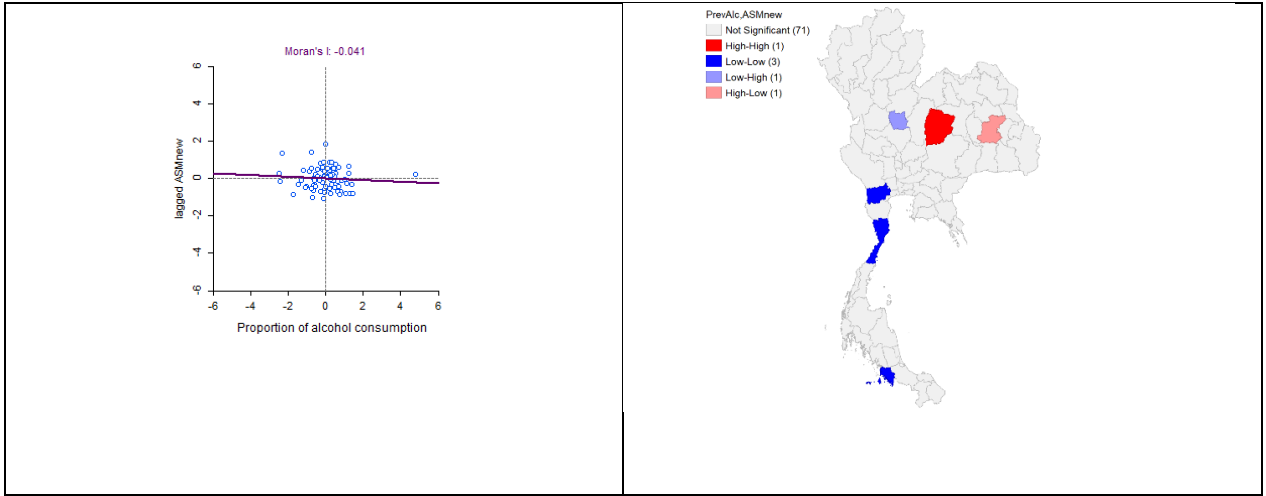 Moran's I: -0.041
6
4
2
0
-2
-4
-6
lagged ASMnew
-6 -4 -2 0 2 4 6
Proportion of alcohol consumption
PrevAlc,ASMnew
Not Significant (71)
High-High (1)
Low-Low (3)
Low-High (1)
High-Low (1)